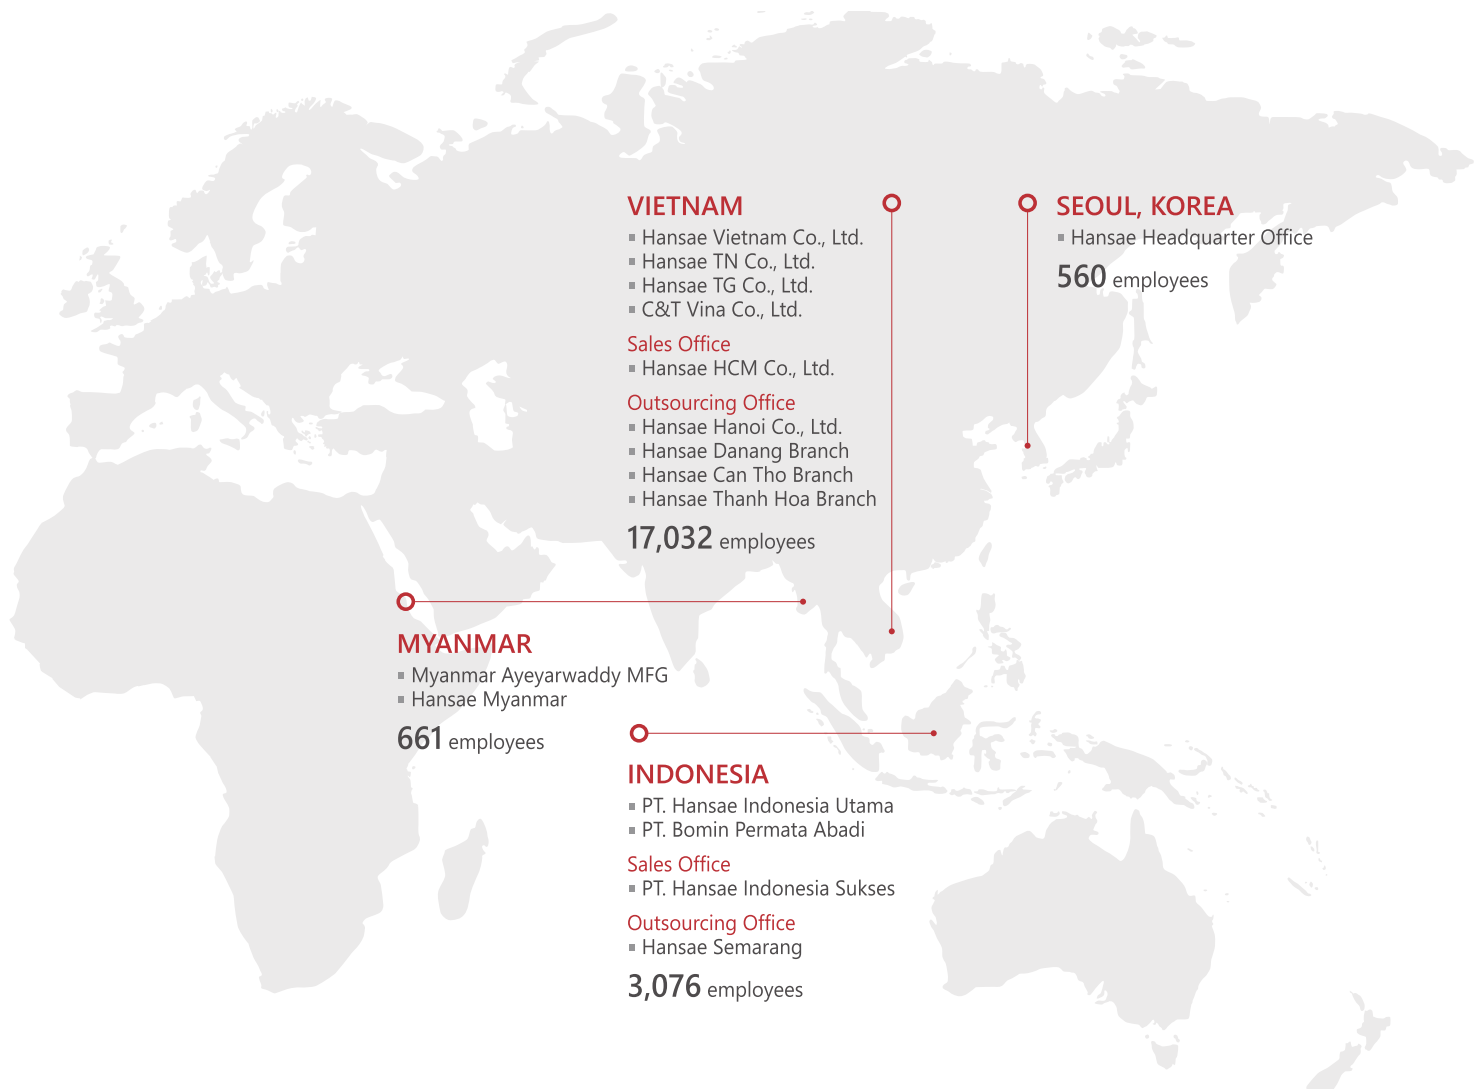 VIETNAM
Hansae Vietnam Co., Ltd.
Hansae TN Co., Ltd.
Hansae TG Co., Ltd.
C&T Vina Co., Ltd.
Sales Office
Hansae HCM Co., Ltd.
Outsourcing Office
Hansae Hanoi Co., Ltd.
Hansae Danang Branch
Hansae Can Tho Branch
Hansae Thanh Hoa Branch
17,032 employees
SEOUL, KOREA
Hansae Headquarter Office
560 employees
MYANMAR
Myanmar Ayeyarwaddy MFG
Hansae Myanmar
661 employees
INDONESIA
PT. Hansae Indonesia Utama
PT. Bomin Permata Abadi
Sales Office
PT. Hansae Indonesia Sukses
Outsourcing Office
Hansae Semarang
3,076 employees